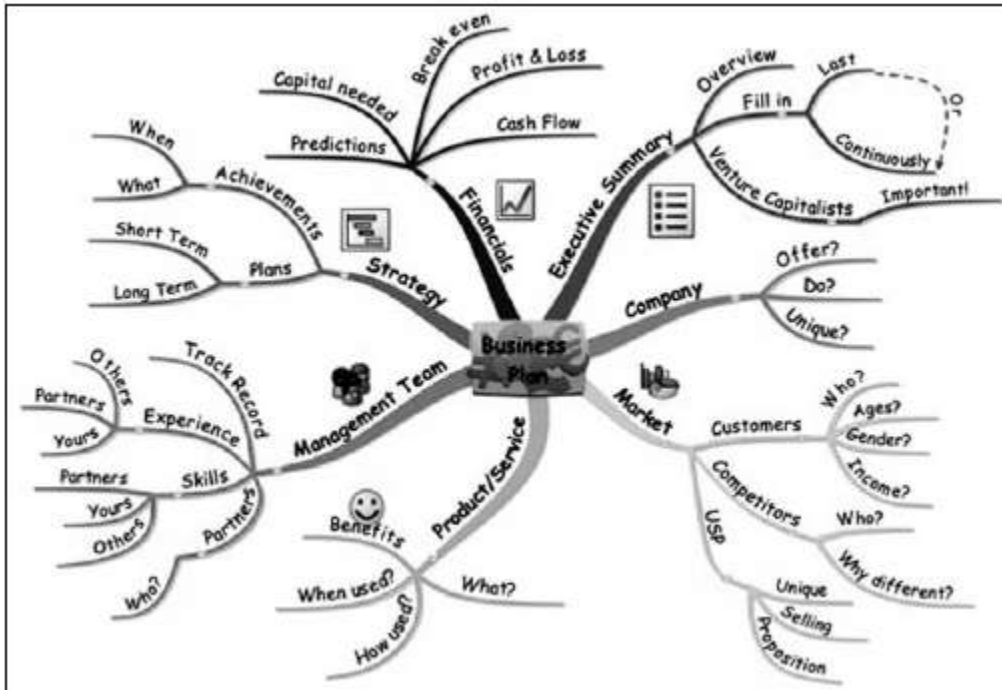 Business
Plan
Executive Summary
Overview
Fill in
Last
Or
Continuously
Venture Capitalists
Important!
Company
Offer?
Do?
Unique?
Market
Customers
Who?
Ages?
Gender?
Income?
Competitors
Who?
Why different?
USP
Unique
Selling
Proposition
Product/Service
What?
How used?
When used?
Benefits
Management Team
Partners
Who?
Skills
Others
Yours
Partners
Experience
Yours
Partners
Others
Track Record
Strategy
Plans
Long Term
Short Term
Achievements
What
When
Financials
Predictions
Capital needed
Break even
Profit & Loss
Cash Flow